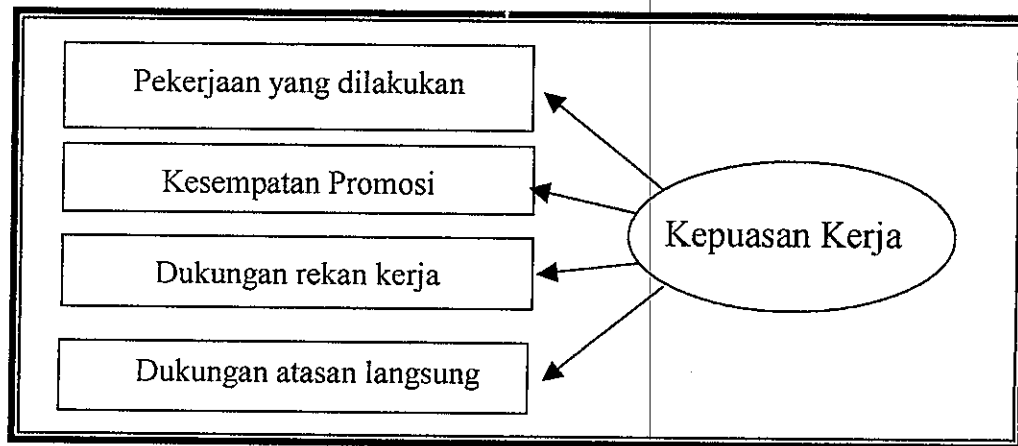 Pekerjaan yang dilakukan
Kesempatan Promosi
Dukungan rekan kerja
Dukungan atasan langsung
Kepuasan Kerja